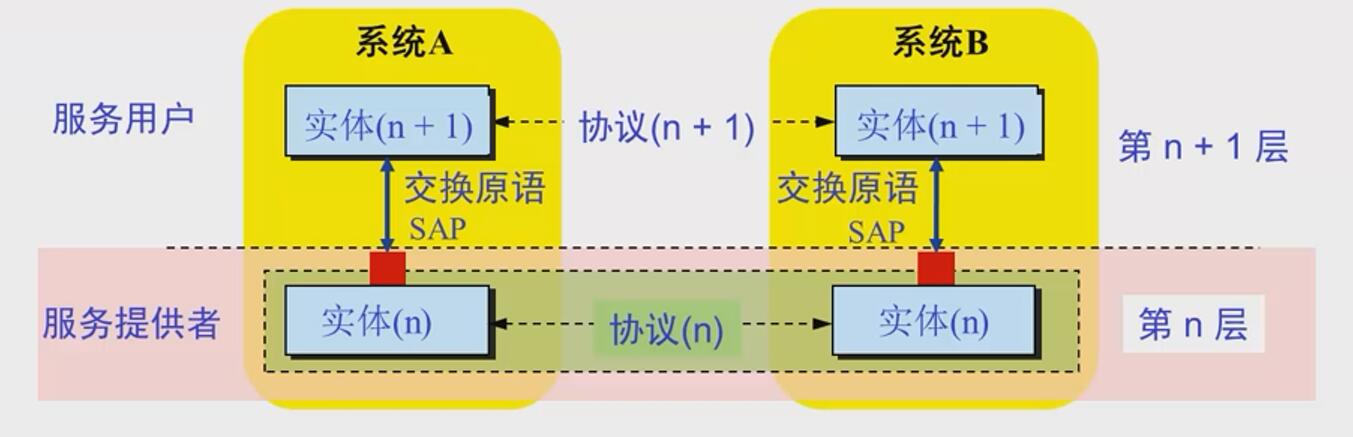 系统A
系统B
服务用户
实体(n + 1)
协议(n + 1)
实体(n + 1)
第 n + 1 层
交换原语
SAP
交换原语
SAP
服务提供者
实体(n)
协议(n)
实体(n)
第 n 层